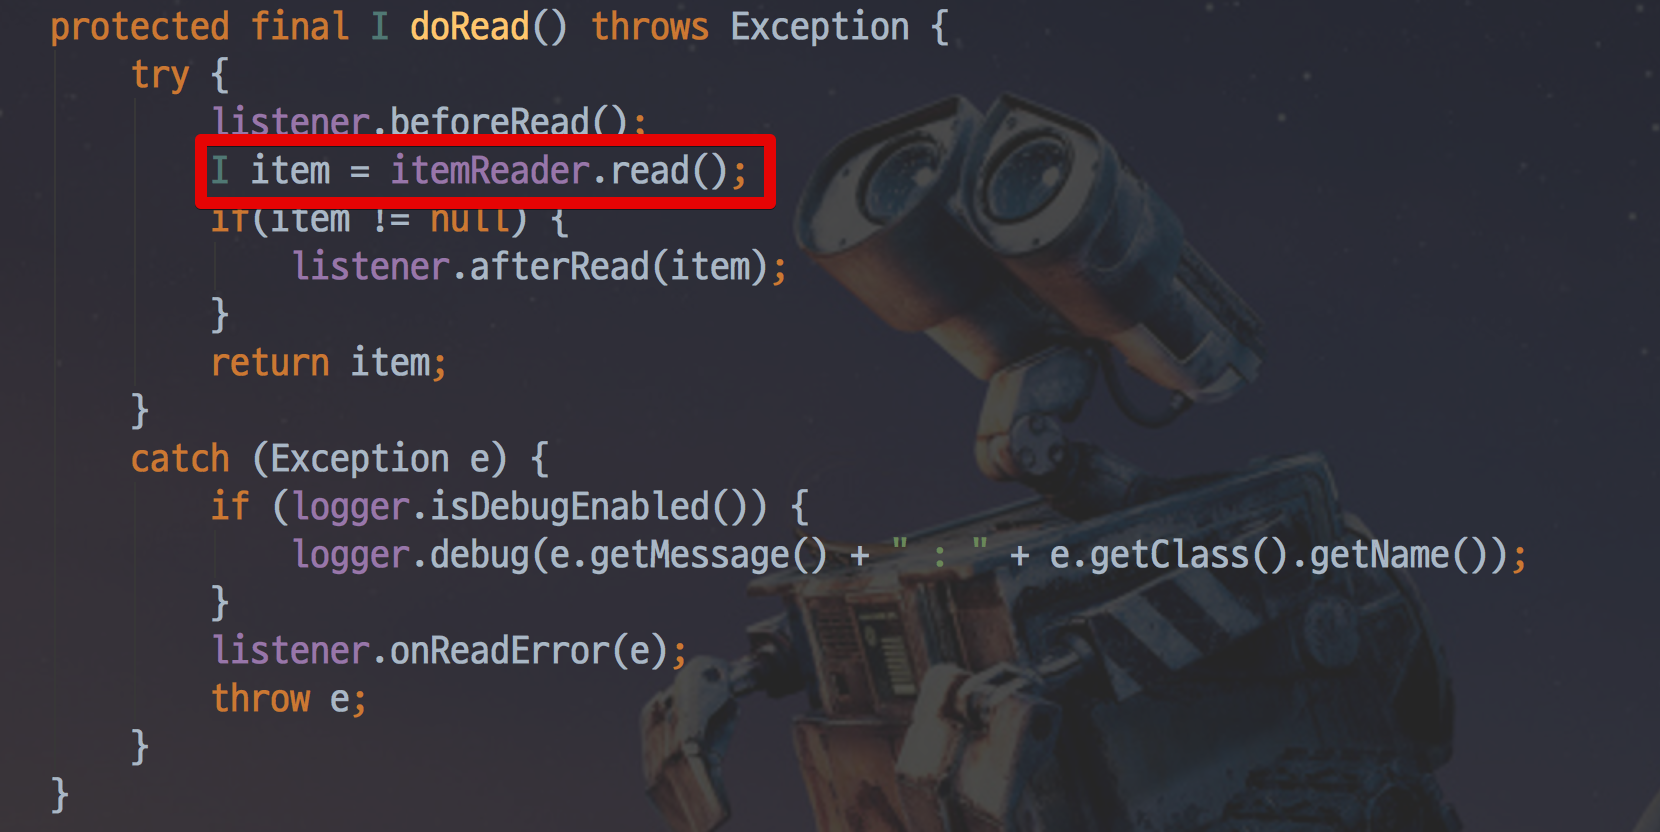 protected final I doRead() throws Exception {
    try {
        listener.beforeRead();
        I item = itemReader.read();
        if(item != null) {
            listener.afterRead(item);
        }
        return item;
    }
    catch (Exception e) {
        if (logger.isDebugEnabled()) {
            logger.debug(e.getMessage() + " : " + e.getClass().getName());
        }
        listener.onReadError(e);
        throw e;
    }
}